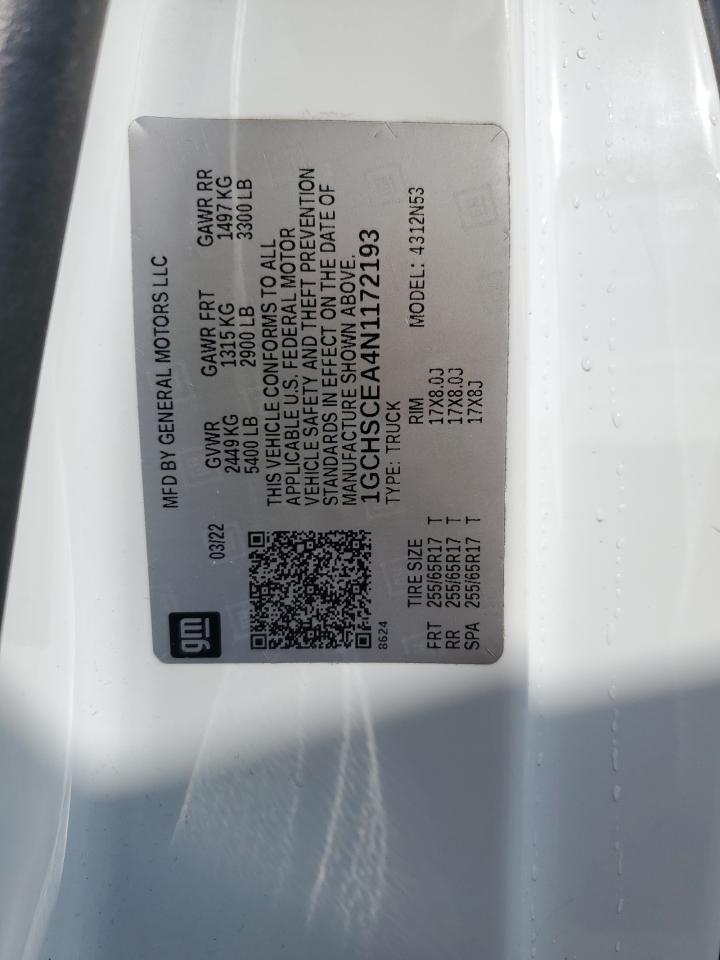 gm
MFD BY GENERAL MOTORS LLC
03/22 GVWR GAWR FRT GAWR RR
2449 KG 1315 KG 1497 KG
5400 LB 2900 LB 3300 LB
THIS VEHICLE CONFORMS TO ALL
APPLICABLE U.S. FEDERAL MOTOR
VEHICLE SAFETY AND THEFT PREVENTION
STANDARDS IN EFFECT ON THE DATE OF
MANUFACTURE SHOWN ABOVE.
1GCHSCEA4N1172193
8624 TYPE: TRUCK
TIRE SIZE RIM MODEL: 4312N53
FRT 255/65R17 T 17X8.0J
RR 255/65R17 T 17X8.0J
SPA 255/65R17 T 17X8J